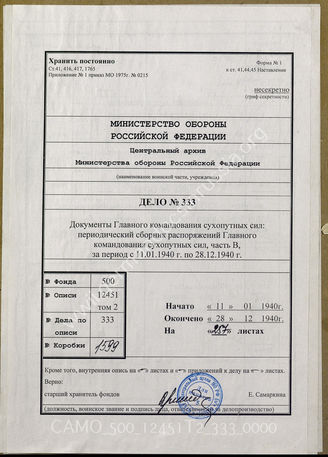 Хранить постоянно
Ст 41, 416, 417, 1765
Приложение № 1 приказ МО 1975г. № 0215
Форма № 1
к ст. 41,44,45 Наставления
несекретно
(гриф секретности)
МИНИСТЕРСТВО ОБОРОНЫ
РОССИЙСКОЙ ФЕДЕРАЦИИ
Центральный архив
Министерства обороны Российской Федерации
(наименование воинской части, учреждения)
ДЕЛО № 333
Документы Главного командования сухопутных сил:
периодический сборник распоряжений Главного
командования сухопутных сил, часть В,
за период с 11.01.1940 г. по 28.12.1940 г.
№ Фонда 500
№ Описи 12451
том 2
№ Дела по описи 333
№ Коробки 1599
Начато « 11 » 01 1940г.
Окончено « 28 » 12 1940г.
На «257» листах
Кроме того, внутренняя опись на листах и приложений к делу на листах.
Верно:
старший хранитель фондов
Е. Самаркина
(должность, воинское звание и подпись лица, ответственного за делопроизводство)
CAMO_500_12451_T2_333_0000